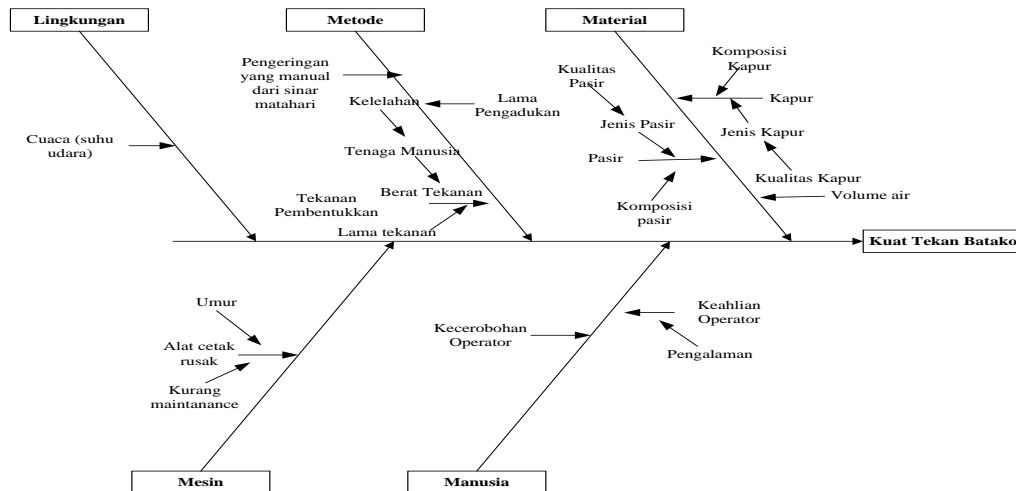 Lingkungan
Metode
Material
Pengeringan
yang manual
dari sinar
matahari
Kelelahan
Lama
Pengadukan
Tenaga Manusia
Berat Tekanan
Tekanan
Pembentukkan
Lama tekanan
Cuaca (suhu
udara)
Komposisi
Kapur
Kualitas
Pasir
Kapur
Jenis Pasir
Jenis Kapur
Pasir
Kualitas Kapur
Komposisi
pasir
Volume air
Kuat Tekan Batako
Umur
Alat cetak
rusak
Kurang
maintanance
Kecerobohan
Operator
Keahlian
Operator
Pengalaman
Mesin
Manusia